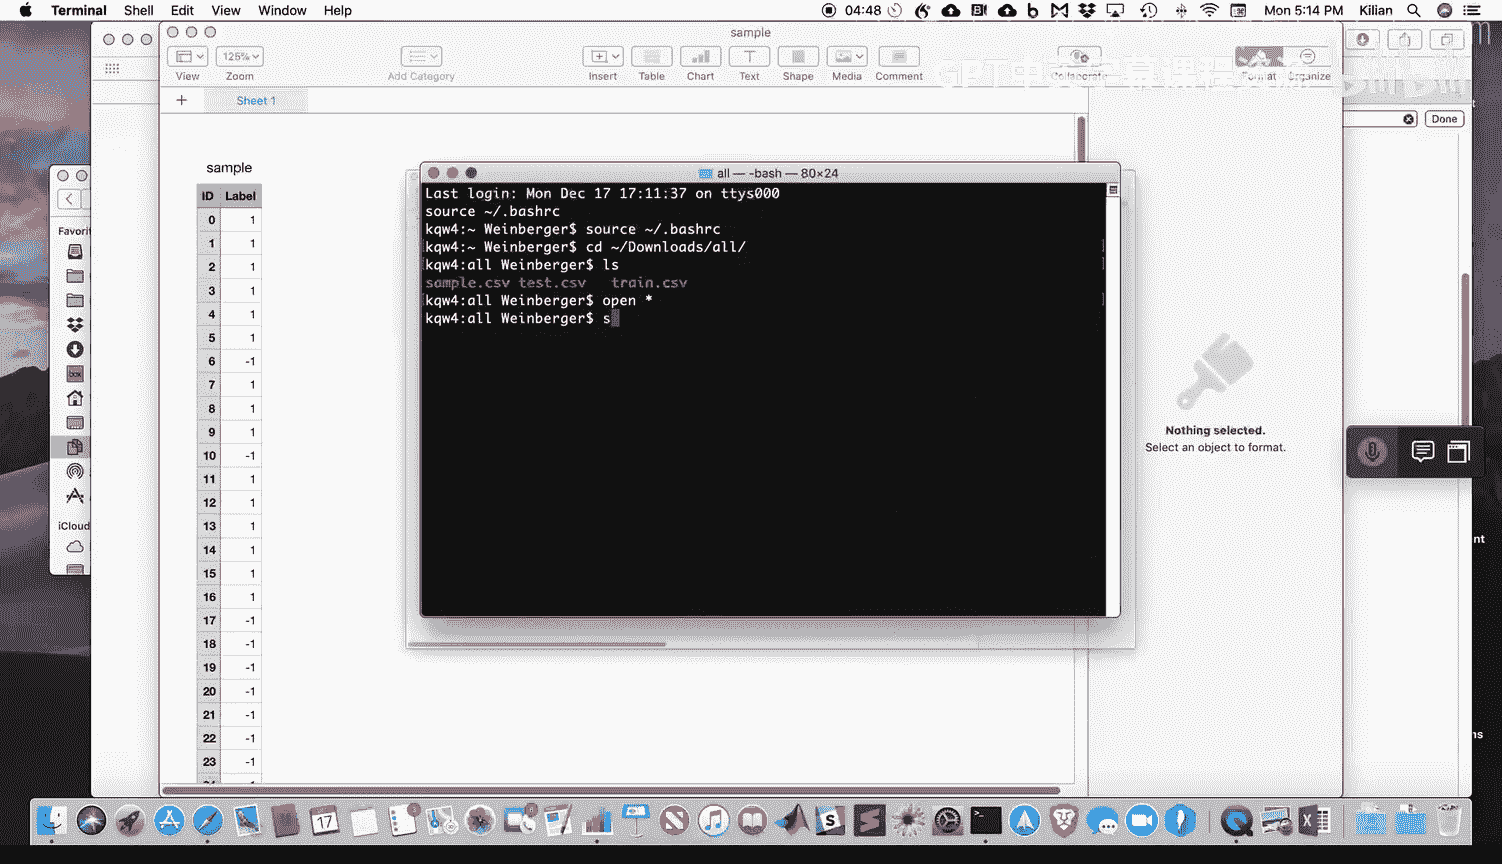 Terminal Shell Edit View Window Help 04:48 Mon 5:14 PM Kilian
sample
125%
View Zoom Add Category Insert Table Chart Text Shape Media Comment Collaborate Format Organize
Sheet 1
Done
sample
ID Label
0 1
1 1
2 1
3 1
4 1
5 1
6 -1
7 1
8 1
9 1
10 -1
11 1
12 1
13 1
14 1
15 1
16 1
17 -1
18 -1
19 -1
20 -1
21 -1
22 -1
23 -1
Favori
iCloud
all — -bash — 80×24
Last login: Mon Dec 17 17:11:37 on ttys000
source ~/.bashrc
kqw4:~ Weinberger$ source ~/.bashrc
kqw4:~ Weinberger$ cd ~/Downloads/all/
kqw4:all Weinberger$ ls
sample.csv test.csv train.csv
kqw4:all Weinberger$ open *
kqw4:all Weinberger$ s
Nothing selected.
Select an object to format.
nt
ns
17